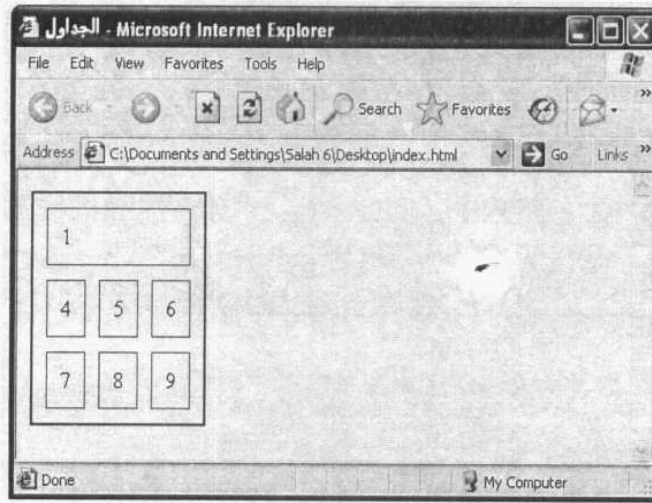 الجداول - Microsoft Internet Explorer
File Edit View Favorites Tools Help
Back Search Favorites »
Address C:\Documents and Settings\Salah 6\Desktop\index.html Go Links »
1
4 5 6
7 8 9
Done My Computer